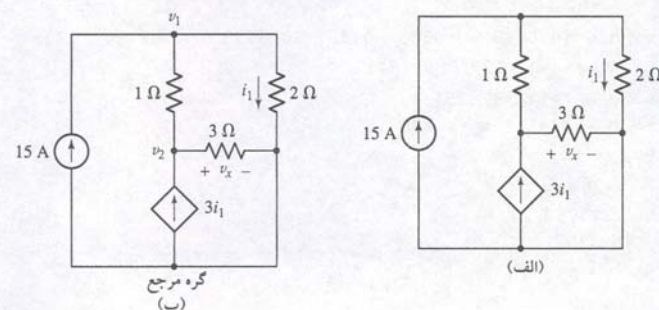 v₁
1 Ω
i₁
2 Ω
15 A
v₂
3 Ω
+ vₓ −
3i₁
گره مرجع
(ب)
1 Ω
i₁
2 Ω
15 A
3 Ω
+ vₓ −
3i₁
(الف)